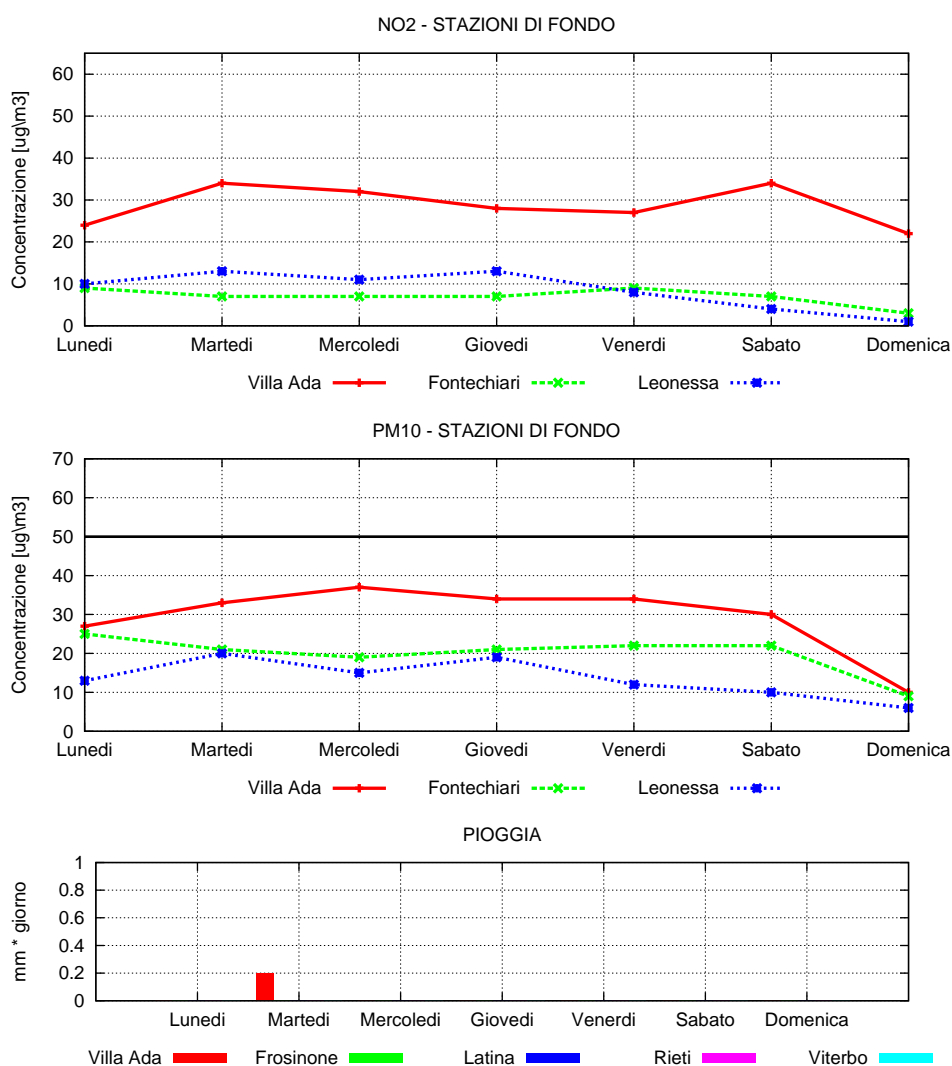 NO2 - STAZIONI DI FONDO
Concentrazione [ug\m3]
60
50
40
30
20
10
0
Lunedi Martedi Mercoledi Giovedi Venerdi Sabato Domenica
Villa Ada Fontechiari Leonessa
PM10 - STAZIONI DI FONDO
Concentrazione [ug\m3]
70
60
50
40
30
20
10
0
Lunedi Martedi Mercoledi Giovedi Venerdi Sabato Domenica
Villa Ada Fontechiari Leonessa
PIOGGIA
mm * giorno
1
0.8
0.6
0.4
0.2
0
Lunedi Martedi Mercoledi Giovedi Venerdi Sabato Domenica
Villa Ada Frosinone Latina Rieti Viterbo